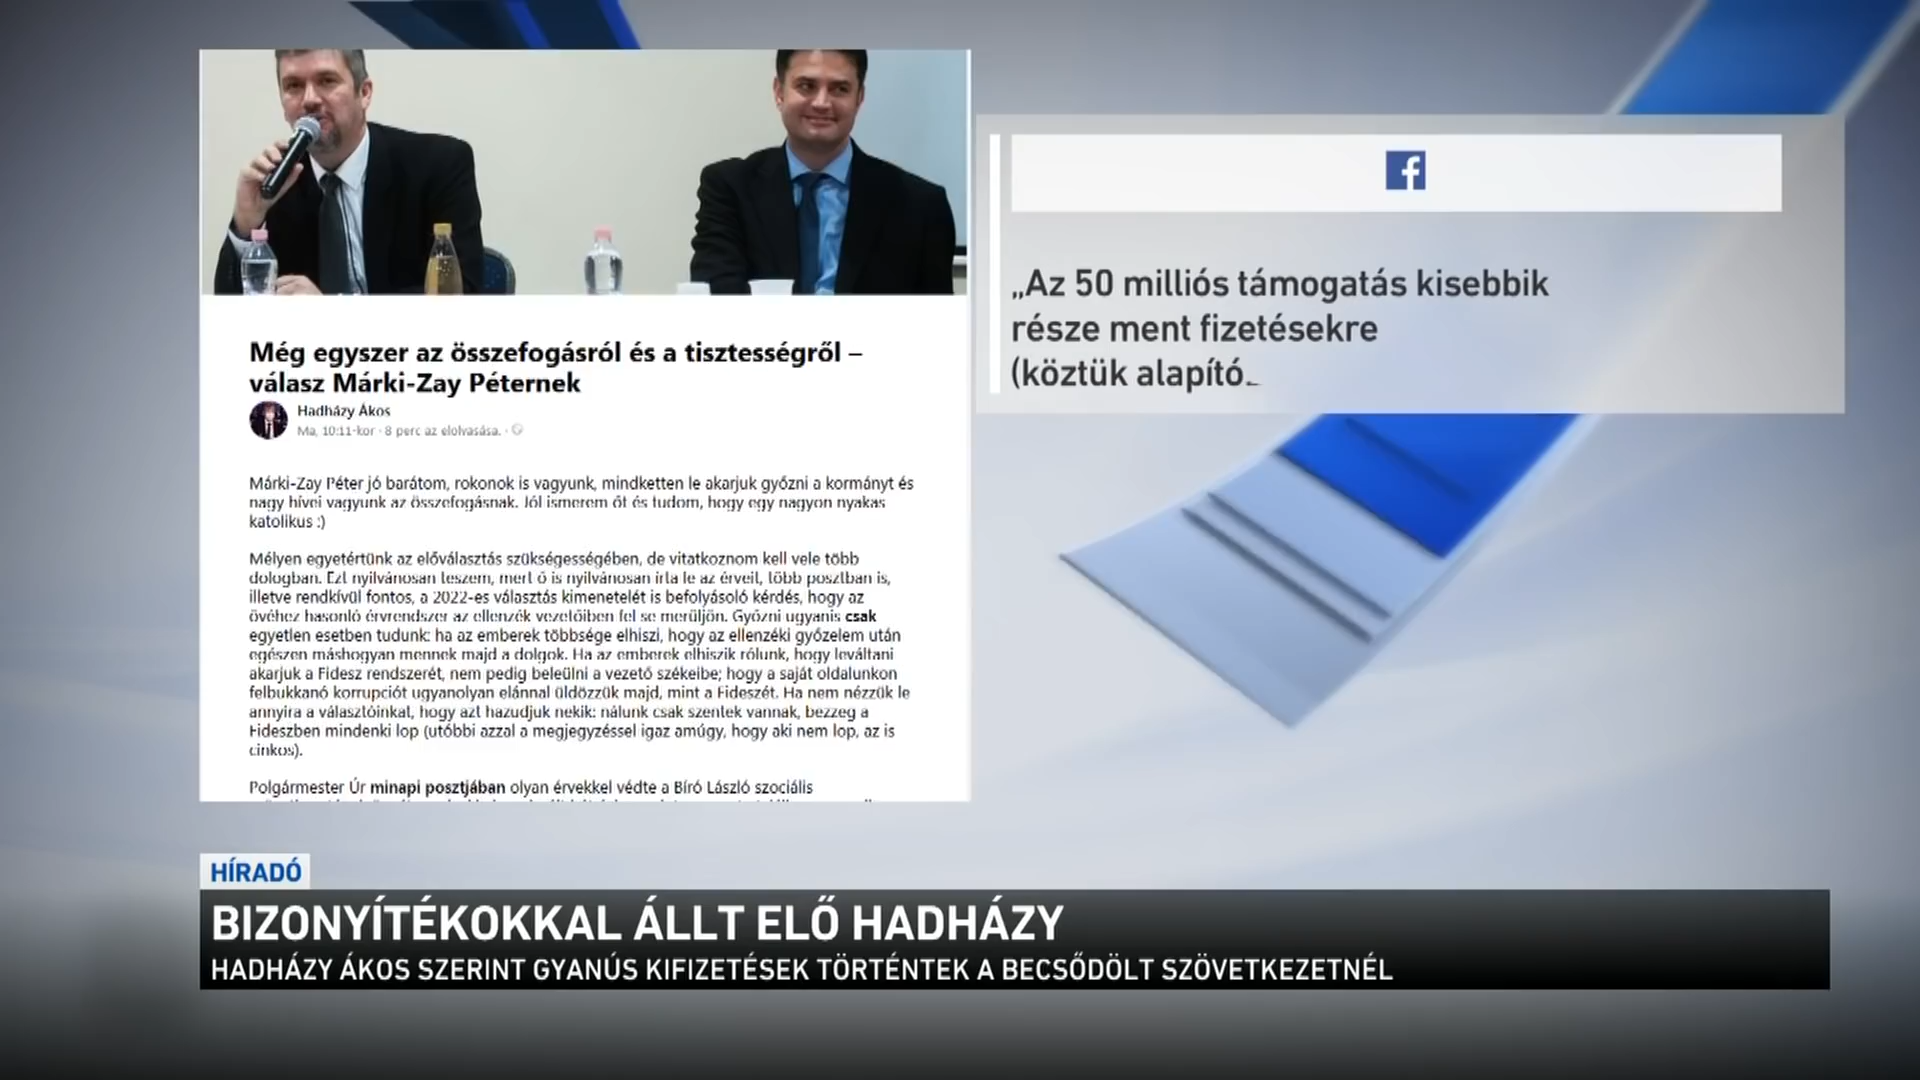 Még egyszer az összefogásról és a tisztességről –
válasz Márki-Zay Péternek
Hadházy Ákos
Ma, 10:11-kor · 8 perc az elolvasása. ·
Márki-Zay Péter jó barátom, rokonok is vagyunk, mindketten le akarjuk győzni a kormányt és
nagy hívei vagyunk az összefogásnak. Jól ismerem őt és tudom, hogy egy nagyon nyakas
katolikus :)
Mélyen egyetértünk az előválasztás szükségességében, de vitatkoznom kell vele több
dologban. Ezt nyilvánosan teszem, mert ő is nyilvánosan írta le az érveit, több posztban is,
illetve rendkívül fontos, a 2022-es választás kimenetelét is befolyásoló kérdés, hogy az
övéhez hasonló érvrendszer az ellenzék vezetőiben fel se merüljön. Győzni ugyanis csak
egyetlen esetben tudunk: ha az emberek többsége elhiszi, hogy az ellenzéki győzelem után
egészen máshogyan mennek majd a dolgok. Ha az emberek elhiszik rólunk, hogy leváltani
akarjuk a Fidesz rendszerét, nem pedig beleülni a vezető székeibe; hogy a saját oldalunkon
felbukkanó korrupciót ugyanolyan elánnal üldözzük majd, mint a Fideszét. Ha nem nézzük le
annyira a választóinkat, hogy azt hazudjuk nekik: nálunk csak szentek vannak, bezzeg a
Fideszben mindenki lop (utóbbi azzal a megjegyzéssel igaz amúgy, hogy aki nem lop, az is
cinkos).
Polgármester Úr minapi posztjában olyan érvekkel védte a Bíró László szociális
„Az 50 milliós támogatás kisebbik
része ment fizetésekre
(köztük alapító
HÍRADÓ
BIZONYÍTÉKOKKAL ÁLLT ELŐ HADHÁZY
HADHÁZY ÁKOS SZERINT GYANÚS KIFIZETÉSEK TÖRTÉNTEK A BECSŐDÖLT SZÖVETKEZETNÉL